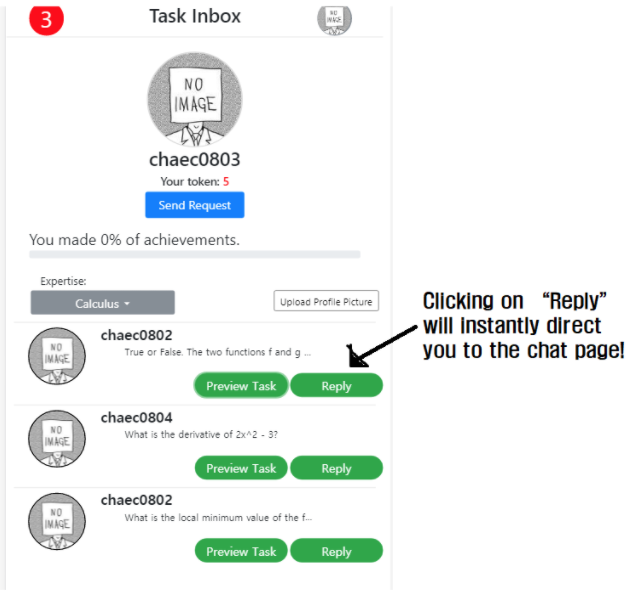 3
Task Inbox
NO
IMAGE
NO
IMAGE
chaec0803
Your token: 5
Send Request
You made 0% of achievements.
Expertise:
Calculus
Upload Profile Picture
Clicking on “Reply”
will instantly direct
you to the chat page!
NO
IMAGE
chaec0802
True or False. The two functions f and g ...
Preview Task
Reply
NO
IMAGE
chaec0804
What is the derivative of 2x^2 - 3?
Preview Task
Reply
NO
IMAGE
chaec0802
What is the local minimum value of the f...
Preview Task
Reply